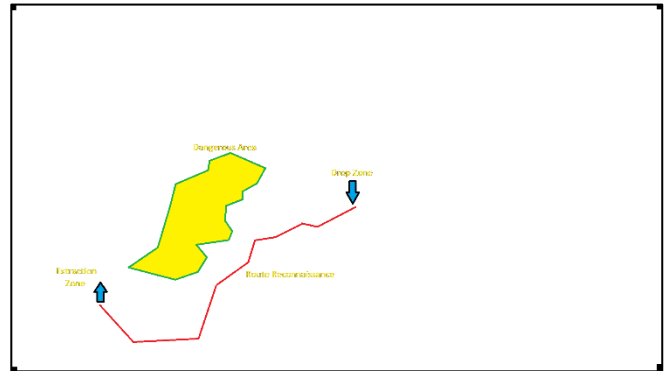 Dangerous Area
Drop Zone
Extraction
Zone
Route Reconnaissance